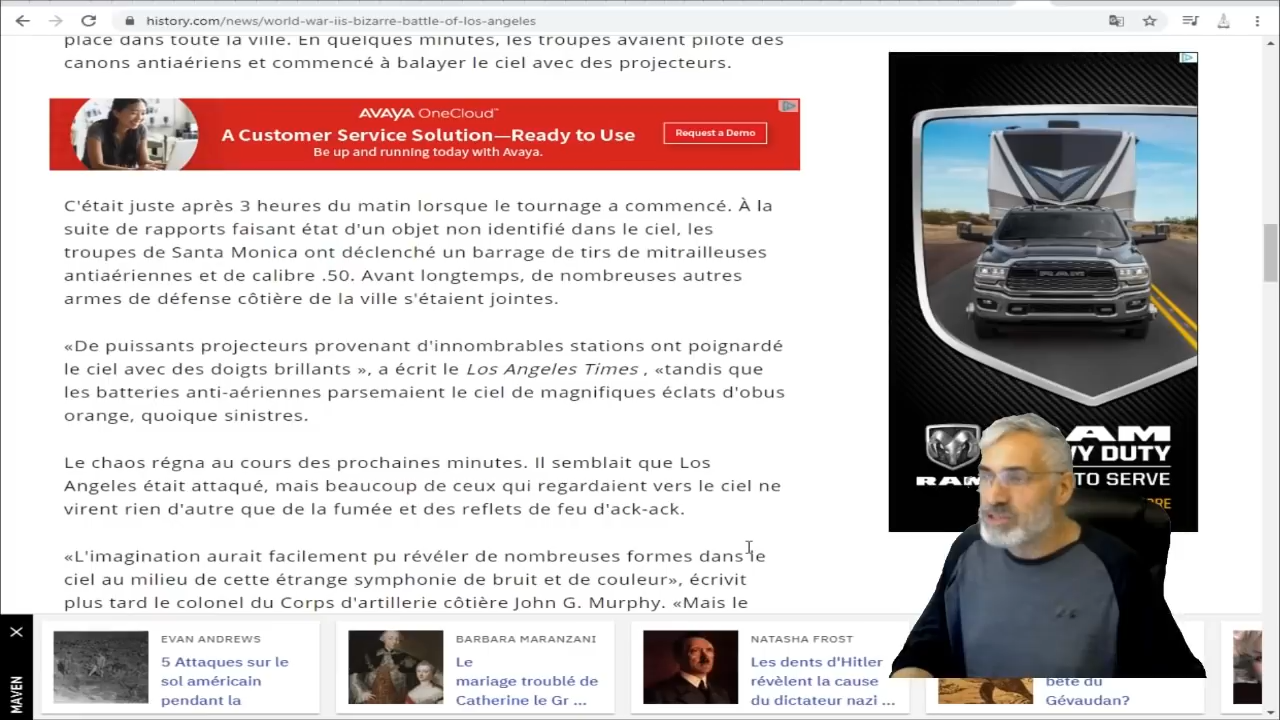 history.com/news/world-war-iis-bizarre-battle-of-los-angeles
place dans toute la ville. En quelques minutes, les troupes avaient piloté des
canons antiaériens et commencé à balayer le ciel avec des projecteurs.
AVAYA OneCloud™
A Customer Service Solution—Ready to Use
Be up and running today with Avaya.
Request a Demo
C'était juste après 3 heures du matin lorsque le tournage a commencé. À la
suite de rapports faisant état d'un objet non identifié dans le ciel, les
troupes de Santa Monica ont déclenché un barrage de tirs de mitrailleuses
antiaériennes et de calibre .50. Avant longtemps, de nombreuses autres
armes de défense côtière de la ville s'étaient jointes.
«De puissants projecteurs provenant d'innombrables stations ont poignardé
le ciel avec des doigts brillants », a écrit le Los Angeles Times , «tandis que
les batteries anti-aériennes parsemaient le ciel de magnifiques éclats d'obus
orange, quoique sinistres.
Le chaos régna au cours des prochaines minutes. Il semblait que Los
Angeles était attaqué, mais beaucoup de ceux qui regardaient vers le ciel ne
virent rien d'autre que de la fumée et des reflets de feu d'ack-ack.
«L'imagination aurait facilement pu révéler de nombreuses formes dans le
ciel au milieu de cette étrange symphonie de bruit et de couleur», écrivit
plus tard le colonel du Corps d'artillerie côtière John G. Murphy. «Mais le
RAM
RAM
TO SERVE
MAVEN
EVAN ANDREWS
5 Attaques sur le
sol américain
pendant la
BARBARA MARANZANI
Le
mariage troublé de
Catherine le Gr ...
NATASHA FROST
Les dents d'Hitler
révèlent la cause
du dictateur nazi ...
bête du
Gévaudan?